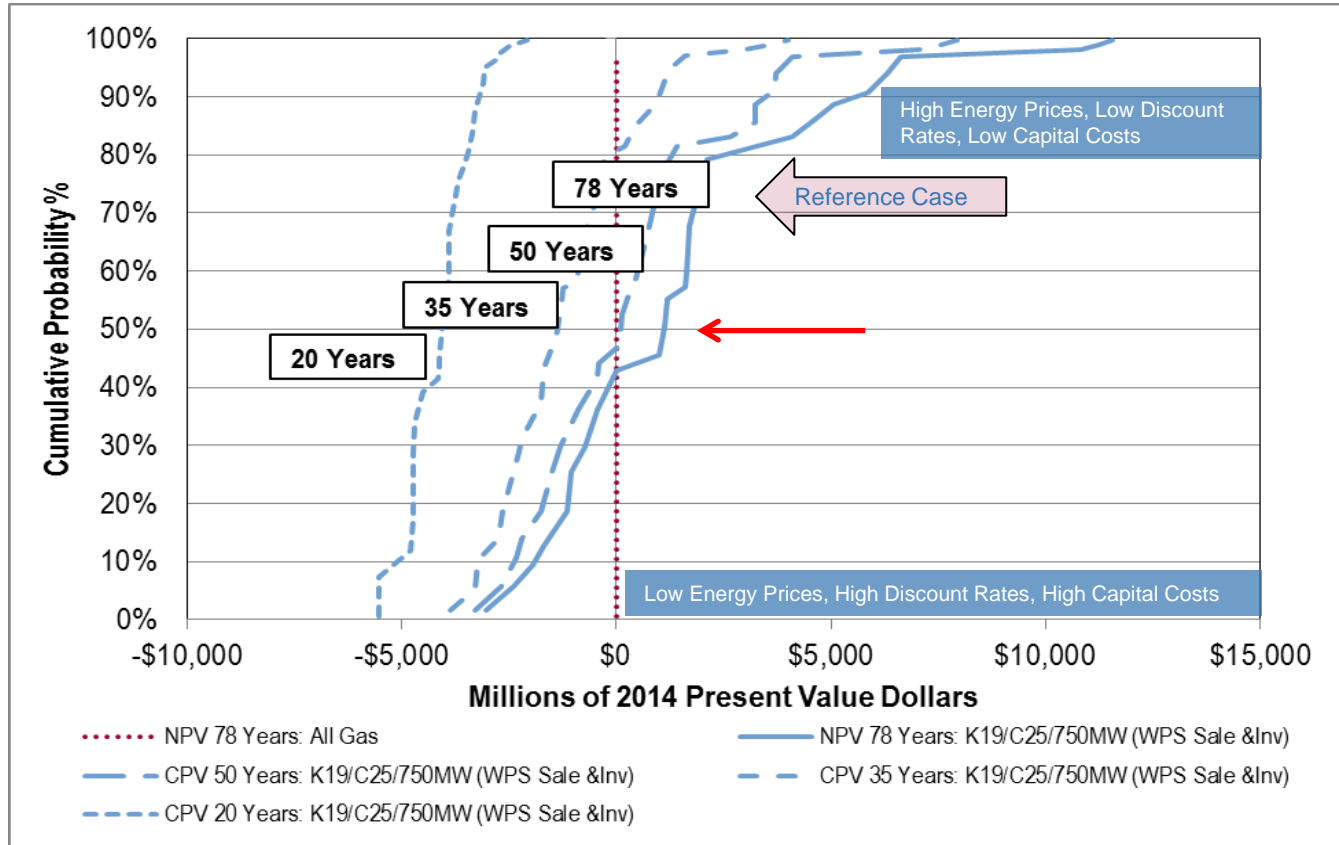 100%
90%
80%
70%
60%
50%
40%
30%
20%
10%
0%
Cumulative Probability %
High Energy Prices, Low Discount
Rates, Low Capital Costs
78 Years
Reference Case
50 Years
35 Years
20 Years
Low Energy Prices, High Discount Rates, High Capital Costs
-$10,000 -$5,000 $0 $5,000 $10,000 $15,000
Millions of 2014 Present Value Dollars
NPV 78 Years: All Gas
NPV 78 Years: K19/C25/750MW (WPS Sale &Inv)
CPV 50 Years: K19/C25/750MW (WPS Sale &Inv)
CPV 35 Years: K19/C25/750MW (WPS Sale &Inv)
CPV 20 Years: K19/C25/750MW (WPS Sale &Inv)